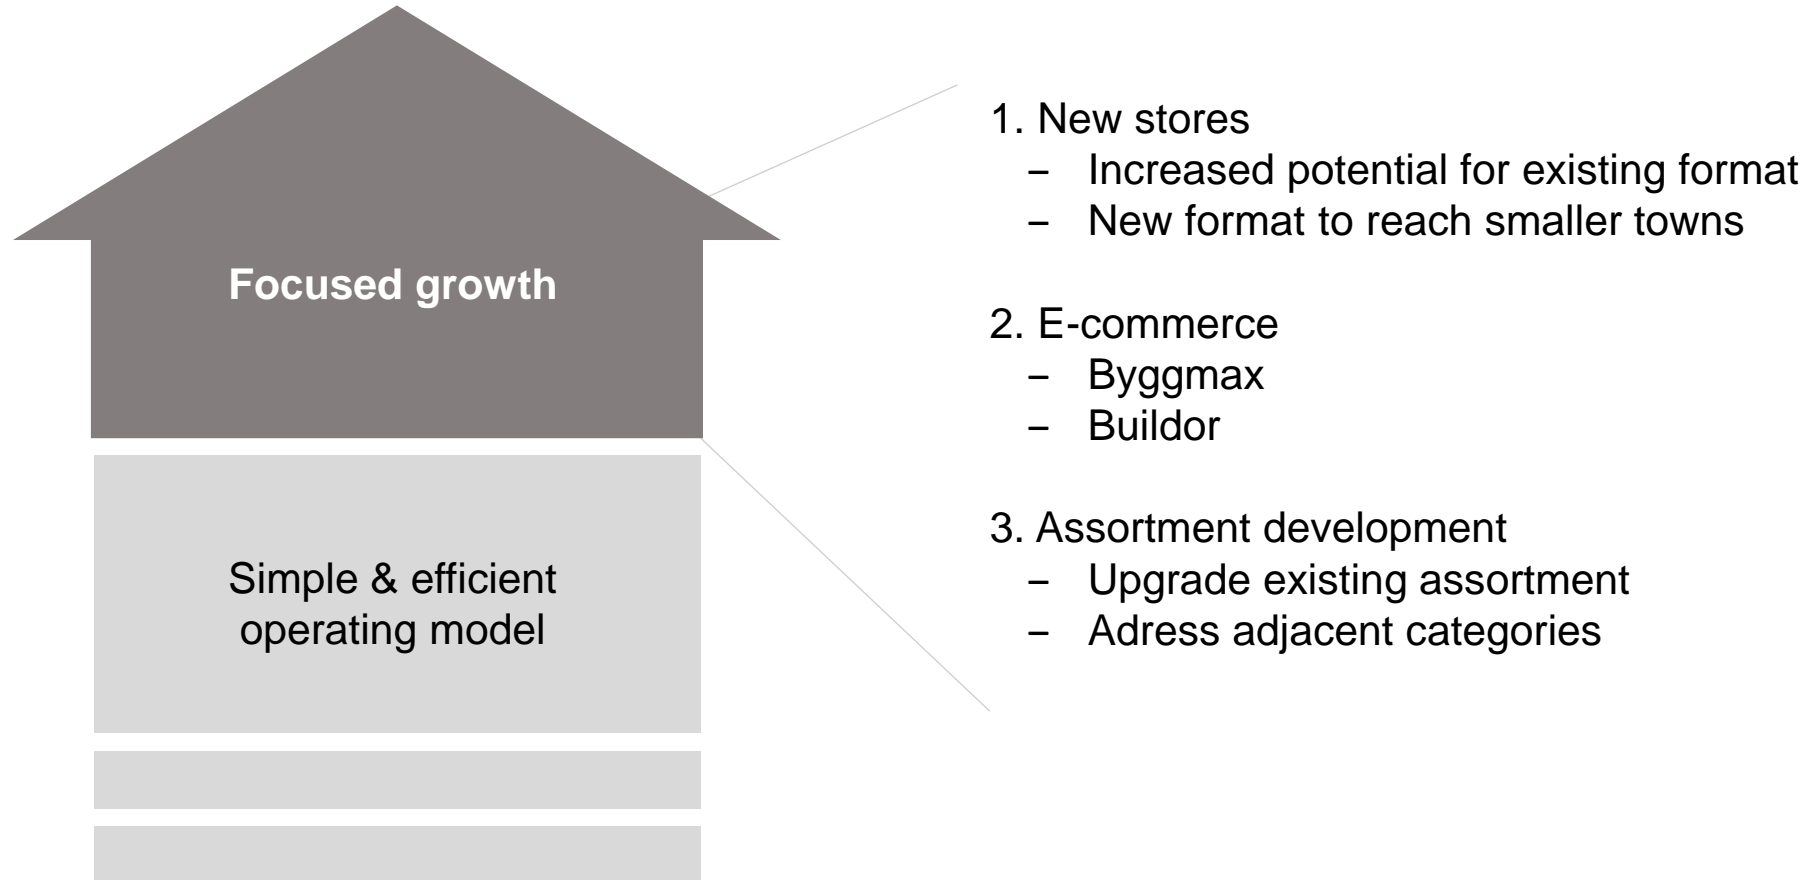 Focused growth
Simple & efficient
operating model
1. New stores
– Increased potential for existing format
– New format to reach smaller towns
2. E-commerce
– Byggmax
– Buildor
3. Assortment development
– Upgrade existing assortment
– Adress adjacent categories